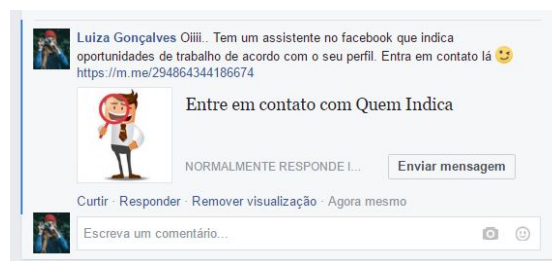 Luiza Gonçalves Oiiii.. Tem um assistente no facebook que indica
oportunidades de trabalho de acordo com o seu perfil. Entra em contato lá 😉
https://m.me/294864344186674
Entre em contato com Quem Indica
NORMALMENTE RESPONDE I... Enviar mensagem
Curtir · Responder · Remover visualização · Agora mesmo
Escreva um comentário...